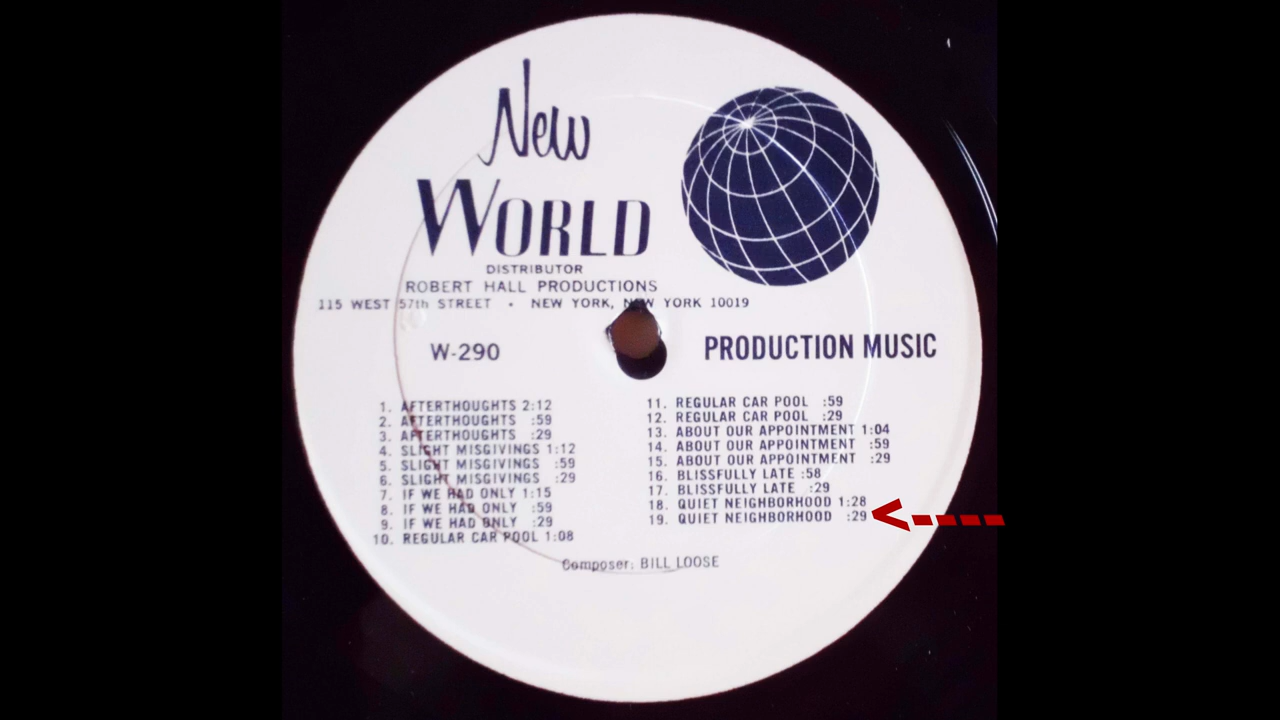 New
WORLD
DISTRIBUTOR
ROBERT HALL PRODUCTIONS
115 WEST 57th STREET • NEW YORK, NEW YORK 10019
W-290
PRODUCTION MUSIC
1. AFTERTHOUGHTS 2:12
2. AFTERTHOUGHTS :59
3. AFTERTHOUGHTS :29
4. SLIGHT MISGIVINGS 1:12
5. SLIGHT MISGIVINGS :59
6. SLIGHT MISGIVINGS :29
7. IF WE HAD ONLY 1:15
8. IF WE HAD ONLY :59
9. IF WE HAD ONLY :29
10. REGULAR CAR POOL 1:08
11. REGULAR CAR POOL :59
12. REGULAR CAR POOL :29
13. ABOUT OUR APPOINTMENT 1:04
14. ABOUT OUR APPOINTMENT :59
15. ABOUT OUR APPOINTMENT :29
16. BLISSFULLY LATE :58
17. BLISSFULLY LATE :29
18. QUIET NEIGHBORHOOD 1:28
19. QUIET NEIGHBORHOOD :29
Composer: BILL LOOSE